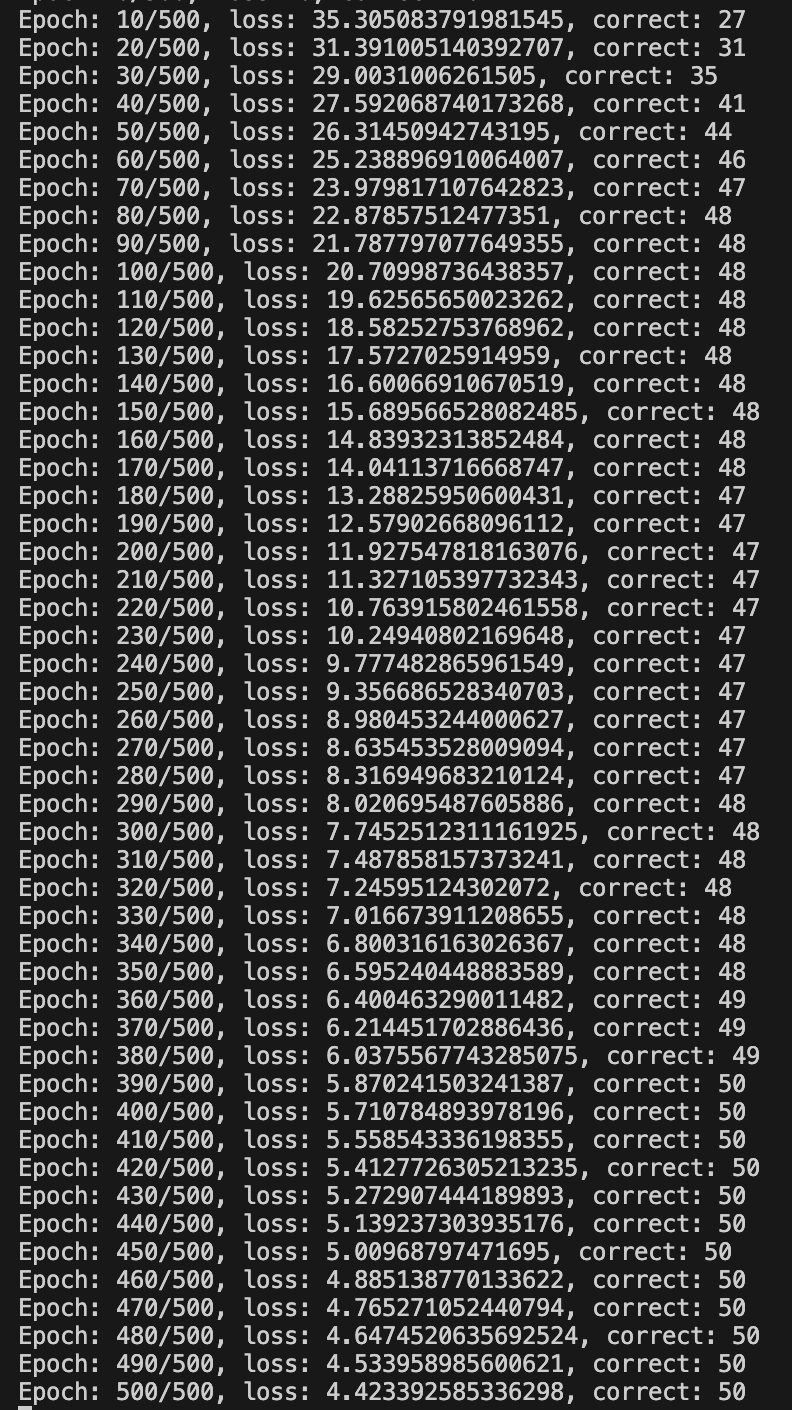 Epoch: 10/500, loss: 35.305083791981545, correct: 27
Epoch: 20/500, loss: 31.391005140392707, correct: 31
Epoch: 30/500, loss: 29.0031006261505, correct: 35
Epoch: 40/500, loss: 27.592068740173268, correct: 41
Epoch: 50/500, loss: 26.31450942743195, correct: 44
Epoch: 60/500, loss: 25.238896910064007, correct: 46
Epoch: 70/500, loss: 23.979817107642823, correct: 47
Epoch: 80/500, loss: 22.87857512477351, correct: 48
Epoch: 90/500, loss: 21.787797077649355, correct: 48
Epoch: 100/500, loss: 20.70998736438357, correct: 48
Epoch: 110/500, loss: 19.62565650023262, correct: 48
Epoch: 120/500, loss: 18.58252753768962, correct: 48
Epoch: 130/500, loss: 17.5727025914959, correct: 48
Epoch: 140/500, loss: 16.60066910670519, correct: 48
Epoch: 150/500, loss: 15.689566528082485, correct: 48
Epoch: 160/500, loss: 14.83932313852484, correct: 48
Epoch: 170/500, loss: 14.04113716668747, correct: 48
Epoch: 180/500, loss: 13.28825950600431, correct: 47
Epoch: 190/500, loss: 12.57902668096112, correct: 47
Epoch: 200/500, loss: 11.927547818163076, correct: 47
Epoch: 210/500, loss: 11.327105397732343, correct: 47
Epoch: 220/500, loss: 10.763915802461558, correct: 47
Epoch: 230/500, loss: 10.24940802169648, correct: 47
Epoch: 240/500, loss: 9.777482865961549, correct: 47
Epoch: 250/500, loss: 9.356686528340703, correct: 47
Epoch: 260/500, loss: 8.980453244000627, correct: 47
Epoch: 270/500, loss: 8.635453528009094, correct: 47
Epoch: 280/500, loss: 8.316949683210124, correct: 47
Epoch: 290/500, loss: 8.020695487605886, correct: 48
Epoch: 300/500, loss: 7.7452512311161925, correct: 48
Epoch: 310/500, loss: 7.487858157373241, correct: 48
Epoch: 320/500, loss: 7.24595124302072, correct: 48
Epoch: 330/500, loss: 7.016673911208655, correct: 48
Epoch: 340/500, loss: 6.800316163026367, correct: 48
Epoch: 350/500, loss: 6.595240448883589, correct: 48
Epoch: 360/500, loss: 6.400463290011482, correct: 49
Epoch: 370/500, loss: 6.214451702886436, correct: 49
Epoch: 380/500, loss: 6.0375567743285075, correct: 49
Epoch: 390/500, loss: 5.870241503241387, correct: 50
Epoch: 400/500, loss: 5.710784893978196, correct: 50
Epoch: 410/500, loss: 5.558543336198355, correct: 50
Epoch: 420/500, loss: 5.4127726305213235, correct: 50
Epoch: 430/500, loss: 5.272907444189893, correct: 50
Epoch: 440/500, loss: 5.139237303935176, correct: 50
Epoch: 450/500, loss: 5.00968797471695, correct: 50
Epoch: 460/500, loss: 4.885138770133622, correct: 50
Epoch: 470/500, loss: 4.765271052440794, correct: 50
Epoch: 480/500, loss: 4.6474520635692524, correct: 50
Epoch: 490/500, loss: 4.533958985600621, correct: 50
Epoch: 500/500, loss: 4.423392585336298, correct: 50